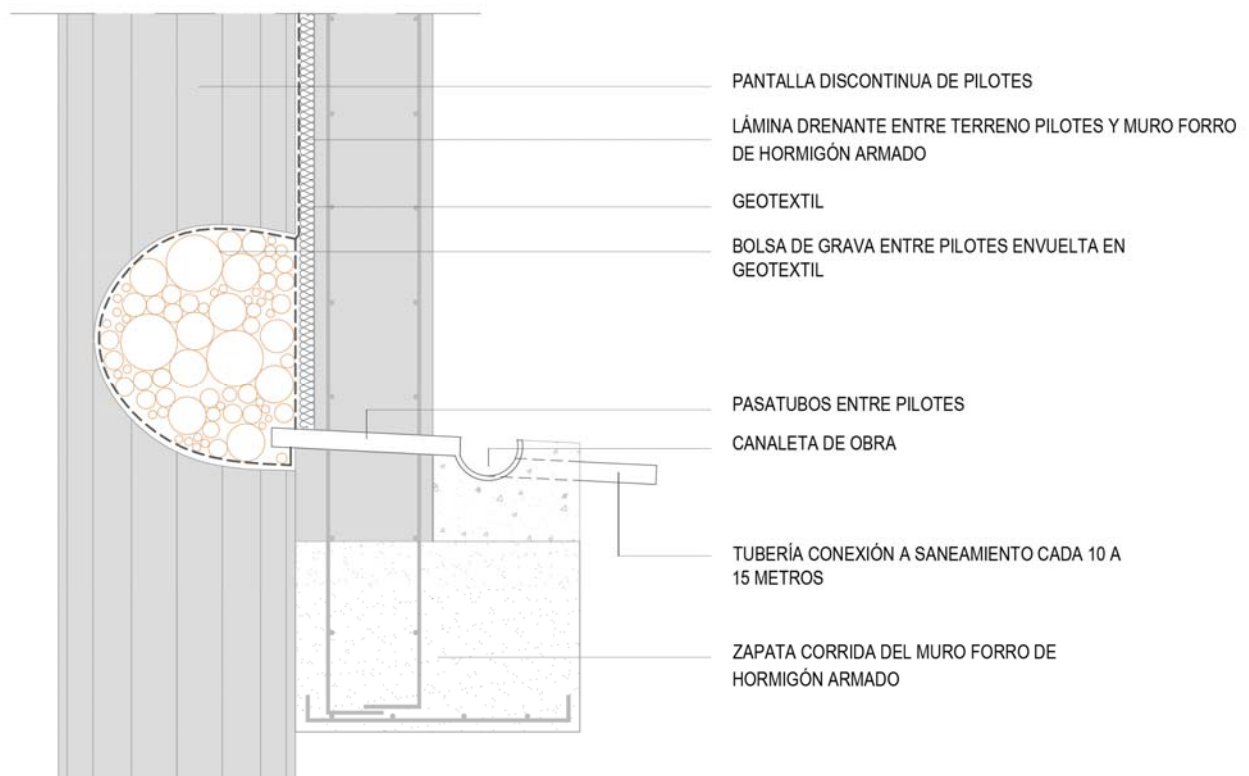 PANTALLA DISCONTINUA DE PILOTES
LÁMINA DRENANTE ENTRE TERRENO PILOTES Y MURO FORRO
DE HORMIGÓN ARMADO
GEOTEXTIL
BOLSA DE GRAVA ENTRE PILOTES ENVUELTA EN
GEOTEXTIL
PASATUBOS ENTRE PILOTES
CANALETA DE OBRA
TUBERÍA CONEXIÓN A SANEAMIENTO CADA 10 A
15 METROS
ZAPATA CORRIDA DEL MURO FORRO DE
HORMIGÓN ARMADO